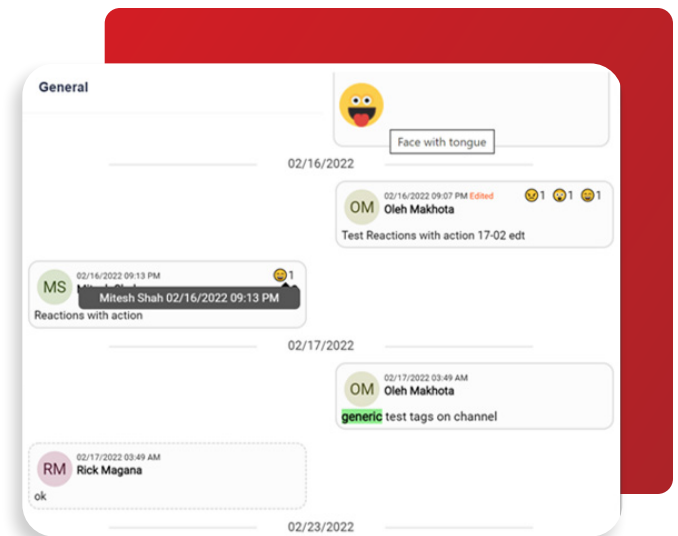 General
Face with tongue
02/16/2022
02/16/2022 09:07 PM Edited
1 1 1
OM
Oleh Makhota
Test Reactions with action 17-02 edt
02/16/2022 09:13 PM
1
MS
Mitesh Shah 02/16/2022 09:13 PM
Reactions with action
02/17/2022
02/17/2022 03:49 AM
OM
Oleh Makhota
generic test tags on channel
02/17/2022 03:49 AM
RM
Rick Magana
ok
02/23/2022